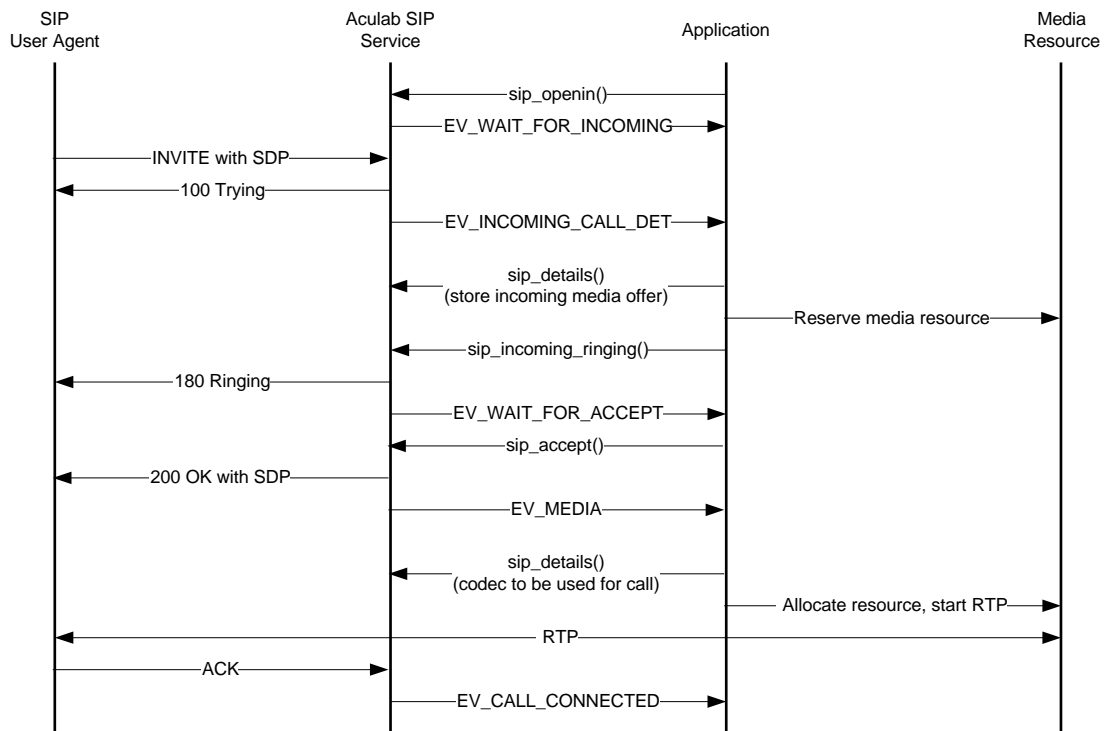 SIP
User Agent
Aculab SIP
Service
Application
Media
Resource
sip_openin()
EV_WAIT_FOR_INCOMING
INVITE with SDP
100 Trying
EV_INCOMING_CALL_DET
sip_details()
(store incoming media offer)
Reserve media resource
sip_incoming_ringing()
180 Ringing
EV_WAIT_FOR_ACCEPT
sip_accept()
200 OK with SDP
EV_MEDIA
sip_details()
(codec to be used for call)
Allocate resource, start RTP
RTP
ACK
EV_CALL_CONNECTED